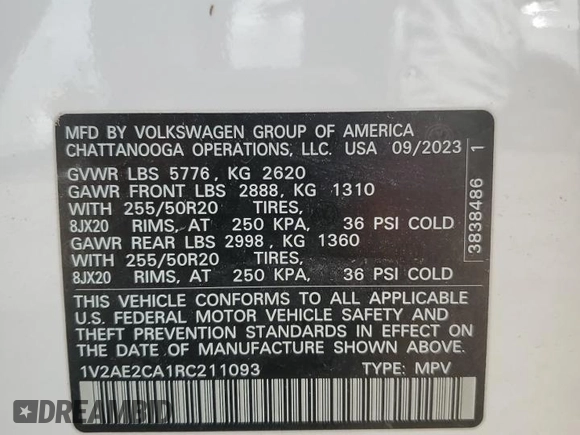 MFD BY VOLKSWAGEN GROUP OF AMERICA
CHATTANOOGA OPERATIONS, LLC. USA 09/2023
GVWR LBS 5776, KG 2620
GAWR FRONT LBS 2888, KG 1310
WITH 255/50R20 TIRES,
8JX20 RIMS, AT 250 KPA, 36 PSI COLD
GAWR REAR LBS 2998, KG 1360
WITH 255/50R20 TIRES,
8JX20 RIMS, AT 250 KPA, 36 PSI COLD
THIS VEHICLE CONFORMS TO ALL APPLICABLE
U.S. FEDERAL MOTOR VEHICLE SAFETY AND
THEFT PREVENTION STANDARDS IN EFFECT ON
THE DATE OF MANUFACTURE SHOWN ABOVE.
1V2AE2CA1RC211093 TYPE: MPV
3838486 1
DREAMBID